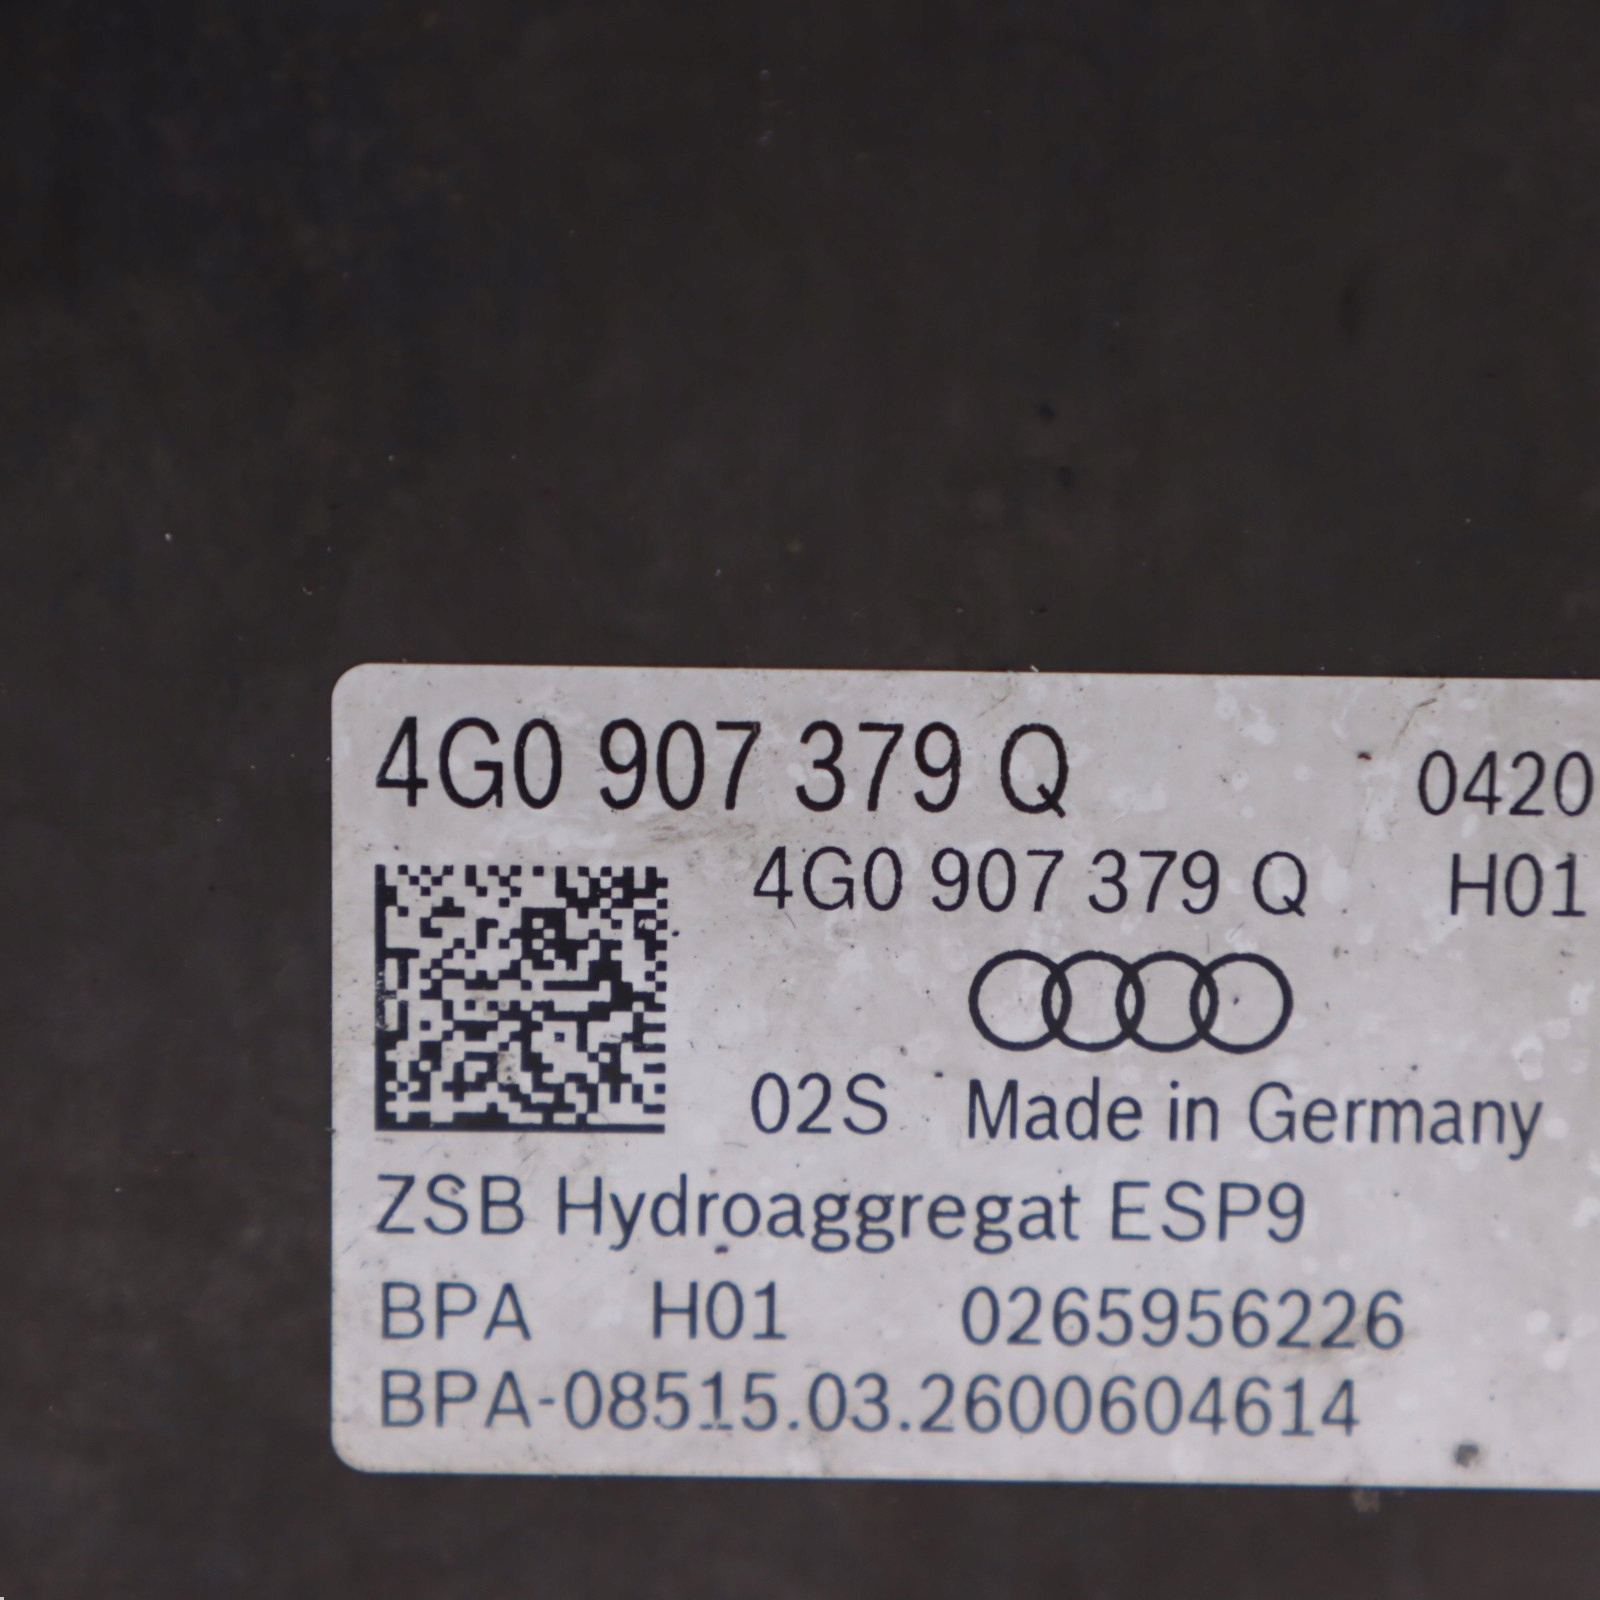 4G0 907 379 Q 0420
4G0 907 379 Q H01
02S Made in Germany
ZSB Hydroaggregat ESP9
BPA H01 0265956226
BPA-08515.03.2600604614